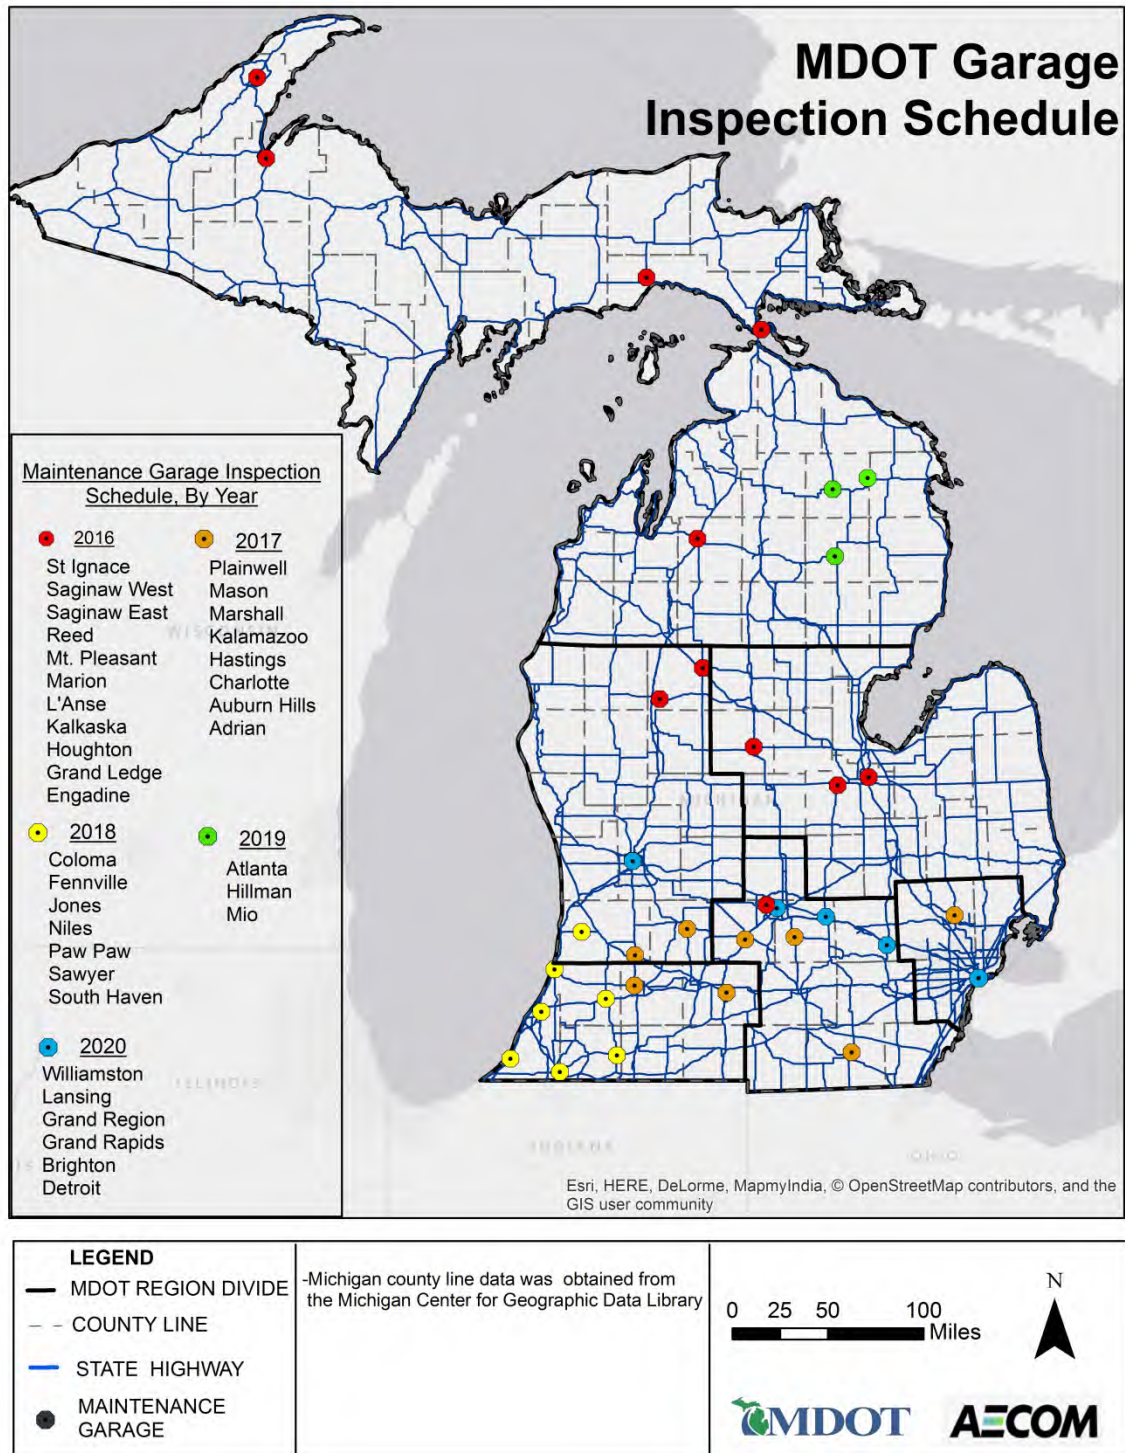 MDOT Garage
Inspection Schedule
Maintenance Garage Inspection
Schedule, By Year
2016
St Ignace
Saginaw West
Saginaw East
Reed
Mt. Pleasant
Marion
L'Anse
Kalkaska
Houghton
Grand Ledge
Engadine
2017
Plainwell
Mason
Marshall
Kalamazoo
Hastings
Charlotte
Auburn Hills
Adrian
2018
Coloma
Fennville
Jones
Niles
Paw Paw
Sawyer
South Haven
2019
Atlanta
Hillman
Mio
2020
Williamston
Lansing
Grand Region
Grand Rapids
Brighton
Detroit
WISCONSIN
MICHIGAN
ILLINOIS
INDIANA
OHIO
Esri, HERE, DeLorme, MapmyIndia, © OpenStreetMap contributors, and the
GIS user community
LEGEND
MDOT REGION DIVIDE
COUNTY LINE
STATE HIGHWAY
MAINTENANCE
GARAGE
-Michigan county line data was obtained from
the Michigan Center for Geographic Data Library
0 25 50 100
Miles
N
MDOT
AECOM